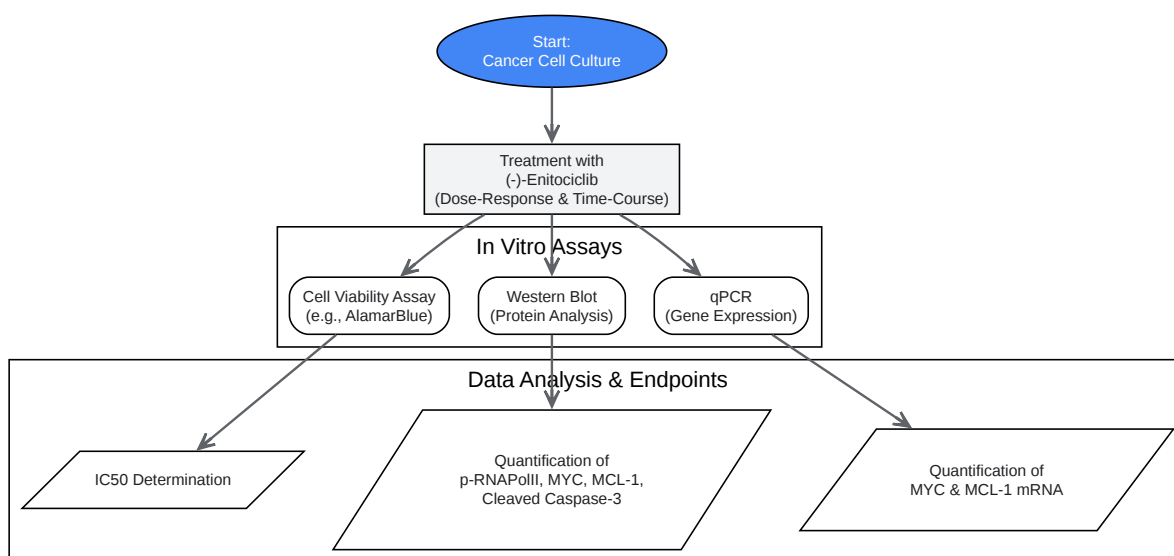 Start:
Cancer Cell Culture
Treatment with
(-)-Enitociclib
(Dose-Response & Time-Course)
In Vitro Assays
Cell Viability Assay
(e.g., AlamarBlue)
Western Blot
(Protein Analysis)
qPCR
(Gene Expression)
Data Analysis & Endpoints
IC50 Determination
Quantification of
p-RNAPolII, MYC, MCL-1,
Cleaved Caspase-3
Quantification of
MYC & MCL-1 mRNA